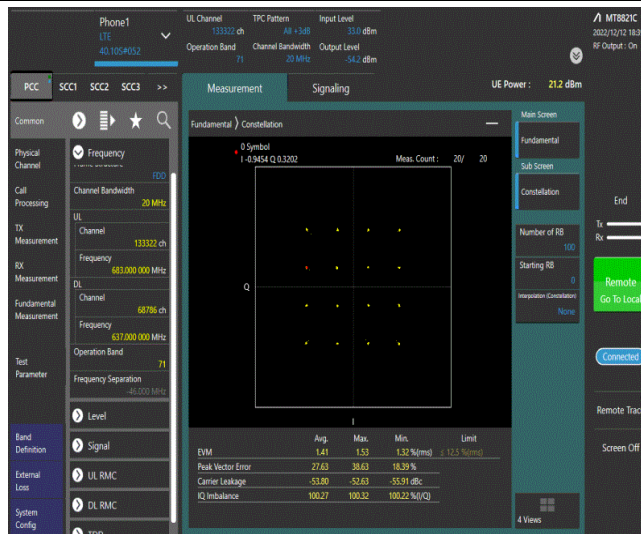 Phone1
LTE
40.105#052
UL Channel
133322 ch
TPC Pattern
All +3dB
Input Level
33.0 dBm
Operation Band
71
Channel Bandwidth
20 MHz
Output Level
-54.2 dBm
MT8821C
2022/12/12 18:39
RF Output : On
PCC
SCC1
SCC2
SCC3
>>
Measurement
Signaling
UE Power : 21.2 dBm
Common
Physical
Channel
Call
Processing
TX
Measurement
RX
Measurement
Fundamental
Measurement
Test
Parameter
Band
Definition
External
Loss
System
Config
Frequency
FDD
Channel Bandwidth
20 MHz
UL
Channel
133322 ch
Frequency
683.000 000 MHz
DL
Channel
68786 ch
Frequency
637.000 000 MHz
Operation Band
71
Frequency Separation
-46.000 MHz
Level
Signal
UL RMC
DL RMC
TDD
Fundamental ⟩ Constellation
0 Symbol
I -0.9454 Q 0.3202
Meas. Count : 20/ 20
Q
I
Avg. Max. Min. Limit
EVM 1.41 1.53 1.32 %(rms) ≤ 12.5 %(rms)
Peak Vector Error 27.63 38.63 18.39 %
Carrier Leakage -53.80 -52.63 -55.91 dBc
IQ Imbalance 100.27 100.32 100.22 %(I/Q)
Main Screen
Fundamental
Sub Screen
Constellation
Number of RB
100
Starting RB
0
Interpolation (Constellation)
None
4 Views
End
Tx
Rx
Remote
Go To Local
Connected
Remote Trac
Screen Off